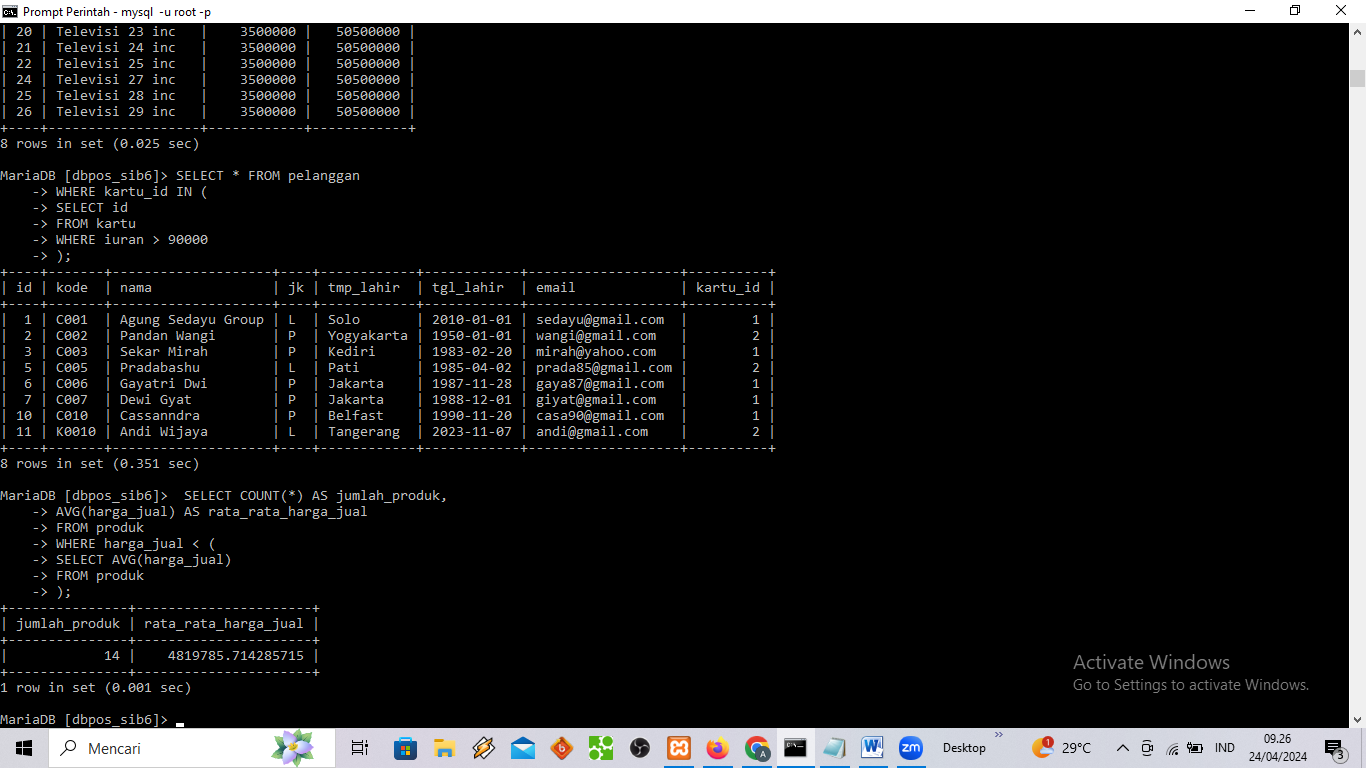 Prompt Perintah - mysql  -u root -p
| 20 | Televisi 23 inc   |    3500000 |   50500000 |
| 21 | Televisi 24 inc   |    3500000 |   50500000 |
| 22 | Televisi 25 inc   |    3500000 |   50500000 |
| 24 | Televisi 27 inc   |    3500000 |   50500000 |
| 25 | Televisi 28 inc   |    3500000 |   50500000 |
| 26 | Televisi 29 inc   |    3500000 |   50500000 |
+----+-------------------+------------+------------+
8 rows in set (0.025 sec)
MariaDB [dbpos_sib6]> SELECT * FROM pelanggan
    -> WHERE kartu_id IN (
    -> SELECT id
    -> FROM kartu
    -> WHERE iuran > 90000
    -> );
+----+-------+--------------------+----+------------+------------+-------------------+----------+
| id | kode  | nama               | jk | tmp_lahir  | tgl_lahir  | email             | kartu_id |
+----+-------+--------------------+----+------------+------------+-------------------+----------+
|  1 | C001  | Agung Sedayu Group | L  | Solo       | 2010-01-01 | sedayu@gmail.com  |        1 |
|  2 | C002  | Pandan Wangi       | P  | Yogyakarta | 1950-01-01 | wangi@gmail.com   |        2 |
|  3 | C003  | Sekar Mirah        | P  | Kediri     | 1983-02-20 | mirah@yahoo.com   |        1 |
|  5 | C005  | Pradabashu         | L  | Pati       | 1985-04-02 | prada85@gmail.com |        2 |
|  6 | C006  | Gayatri Dwi        | P  | Jakarta    | 1987-11-28 | gaya87@gmail.com  |        1 |
|  7 | C007  | Dewi Gyat          | P  | Jakarta    | 1988-12-01 | giyat@gmail.com   |        1 |
| 10 | C010  | Cassanndra         | P  | Belfast    | 1990-11-20 | casa90@gmail.com  |        1 |
| 11 | K0010 | Andi Wijaya        | L  | Tangerang  | 2023-11-07 | andi@gmail.com    |        2 |
+----+-------+--------------------+----+------------+------------+-------------------+----------+
8 rows in set (0.351 sec)
MariaDB [dbpos_sib6]>  SELECT COUNT(*) AS jumlah_produk,
    -> AVG(harga_jual) AS rata_rata_harga_jual
    -> FROM produk
    -> WHERE harga_jual < (
    -> SELECT AVG(harga_jual)
    -> FROM produk
    -> );
+---------------+----------------------+
| jumlah_produk | rata_rata_harga_jual |
+---------------+----------------------+
|            14 |    4819785.714285715 |
+---------------+----------------------+
1 row in set (0.001 sec)
MariaDB [dbpos_sib6]>
Activate Windows
Go to Settings to activate Windows.
Mencari
zm
Desktop
1
29°C
IND
09.26
24/04/2024
3